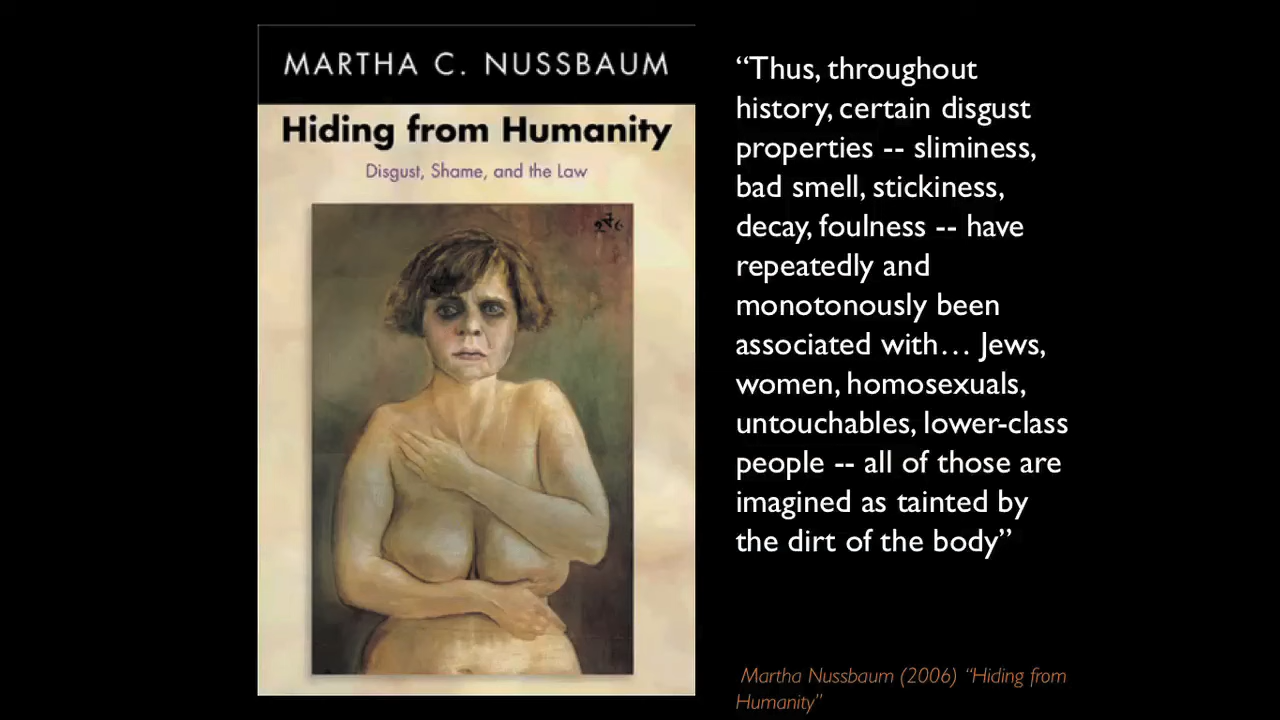 MARTHA C. NUSSBAUM
Hiding from Humanity
Disgust, Shame, and the Law
“Thus, throughout
history, certain disgust
properties -- sliminess,
bad smell, stickiness,
decay, foulness -- have
repeatedly and
monotonously been
associated with… Jews,
women, homosexuals,
untouchables, lower-class
people -- all of those are
imagined as tainted by
the dirt of the body”
Martha Nussbaum (2006) “Hiding from
Humanity”